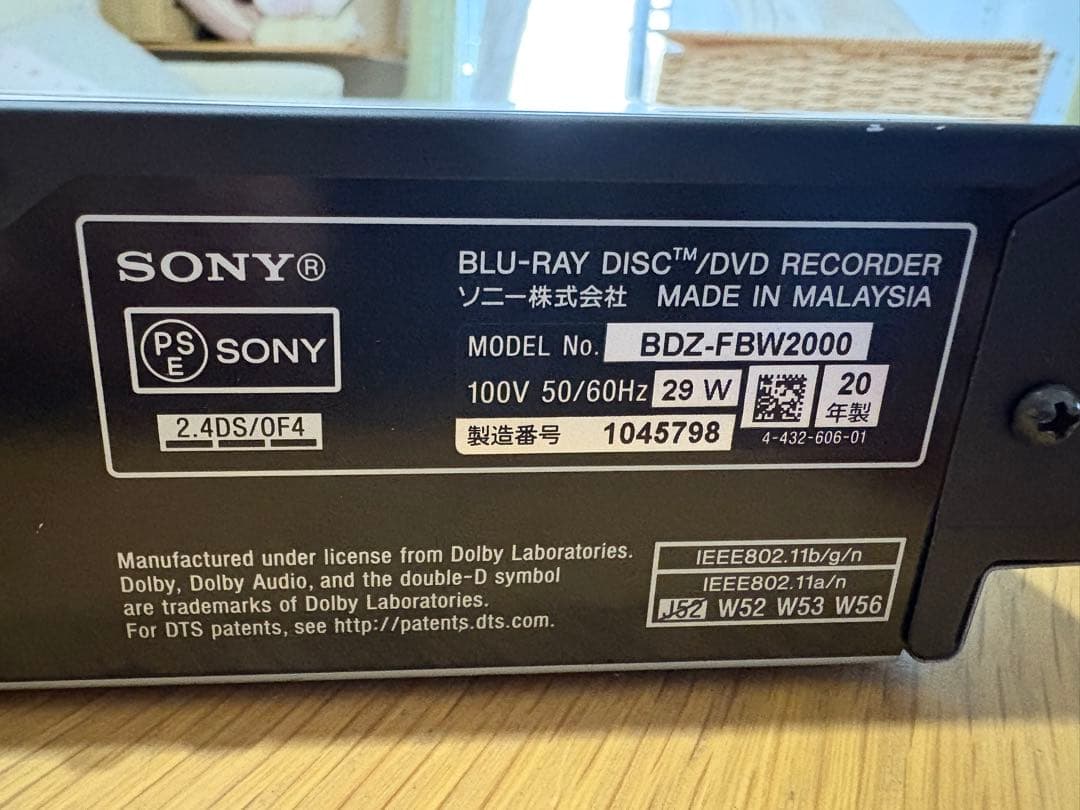 SONY®
BLU-RAY DISC™/DVD RECORDER
ソニー株式会社 MADE IN MALAYSIA
PSE SONY
MODEL No. BDZ-FBW2000
100V 50/60Hz 29 W
20
年製
2.4DS/OF4
製造番号 1045798
4-432-606-01
Manufactured under license from Dolby Laboratories.
Dolby, Dolby Audio, and the double-D symbol
are trademarks of Dolby Laboratories.
For DTS patents, see http://patents.dts.com.
IEEE802.11b/g/n
IEEE802.11a/n
J52 W52 W53 W56